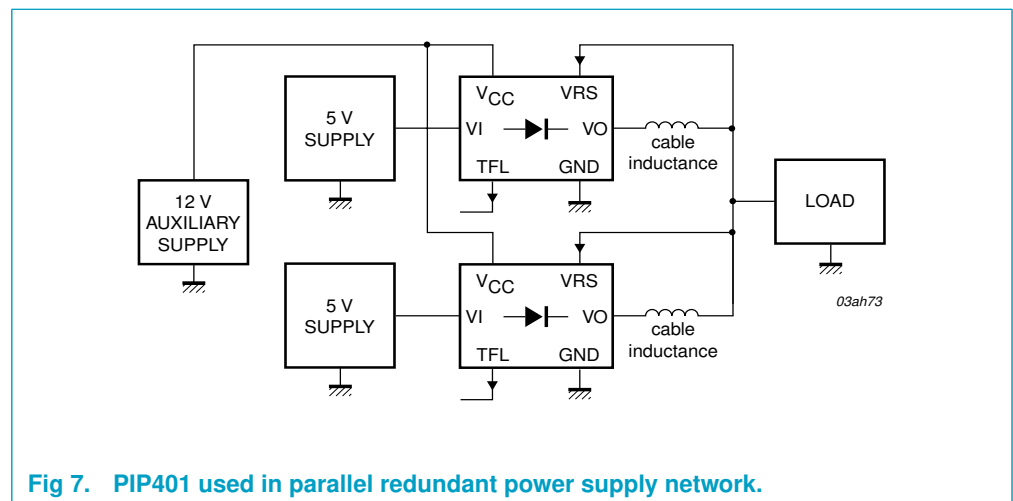 VCC
VRS
5 V
SUPPLY
VI
VO
cable
inductance
TFL
GND
12 V
AUXILIARY
SUPPLY
LOAD
VCC
VRS
03ah73
5 V
SUPPLY
VI
VO
cable
inductance
TFL
GND
Fig 7. PIP401 used in parallel redundant power supply network.